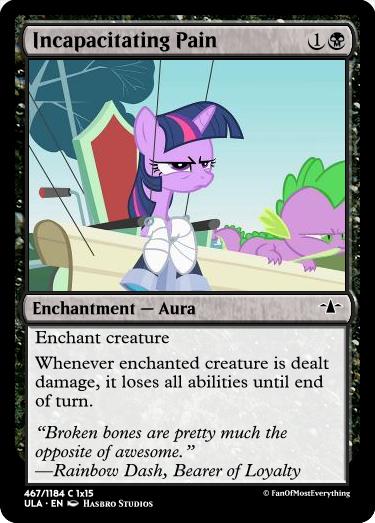 Incapacitating Pain 1
Enchantment — Aura
Enchant creature
Whenever enchanted creature is dealt
damage, it loses all abilities until end
of turn.
"Broken bones are pretty much the
opposite of awesome."
—Rainbow Dash, Bearer of Loyalty
467/1184 C 1x15
ULA • EN Hasbro Studios
© FanOfMostEverything